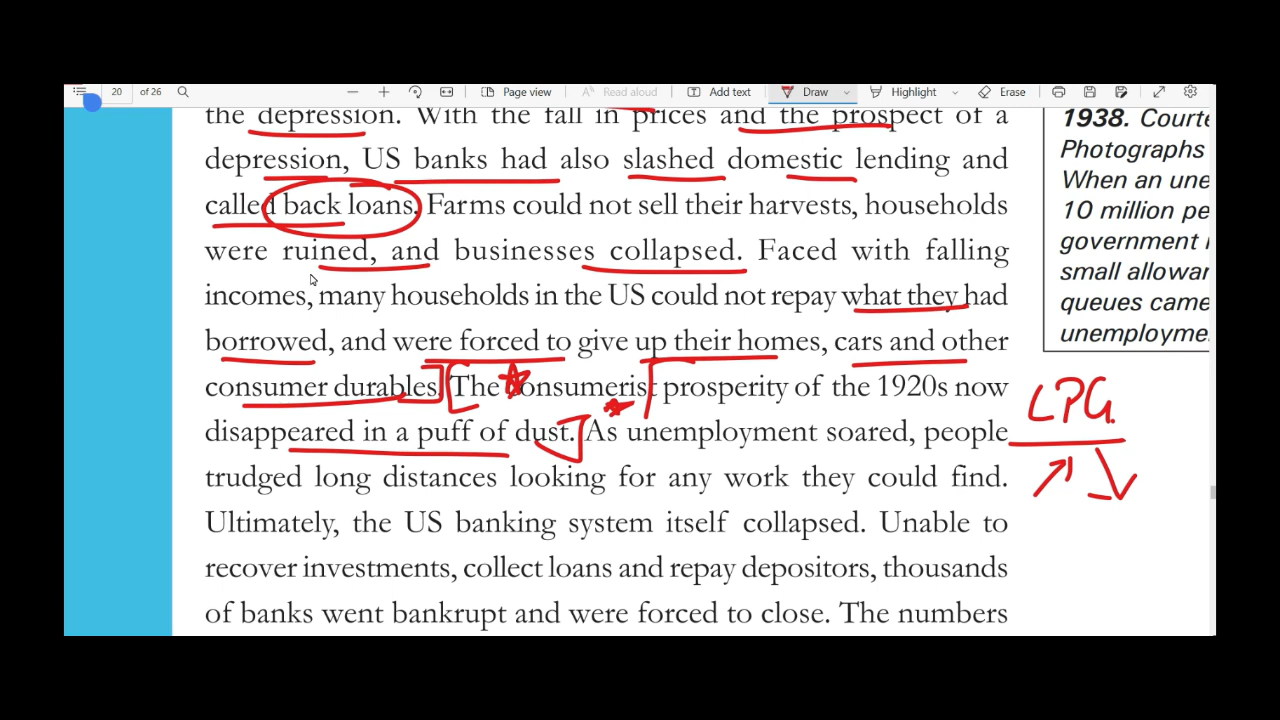 20 of 26 Page view Read aloud Add text Draw Highlight Erase
the depression. With the fall in prices and the prospect of a
depression, US banks had also slashed domestic lending and
called back loans. Farms could not sell their harvests, households
were ruined, and businesses collapsed. Faced with falling
incomes, many households in the US could not repay what they had
borrowed, and were forced to give up their homes, cars and other
consumer durables. The consumerist prosperity of the 1920s now
disappeared in a puff of dust. As unemployment soared, people
trudged long distances looking for any work they could find.
Ultimately, the US banking system itself collapsed. Unable to
recover investments, collect loans and repay depositors, thousands
of banks went bankrupt and were forced to close. The numbers
1938. Courte
Photographs
When an une
10 million pe
government
small allowar
queues came
unemployme
LPG